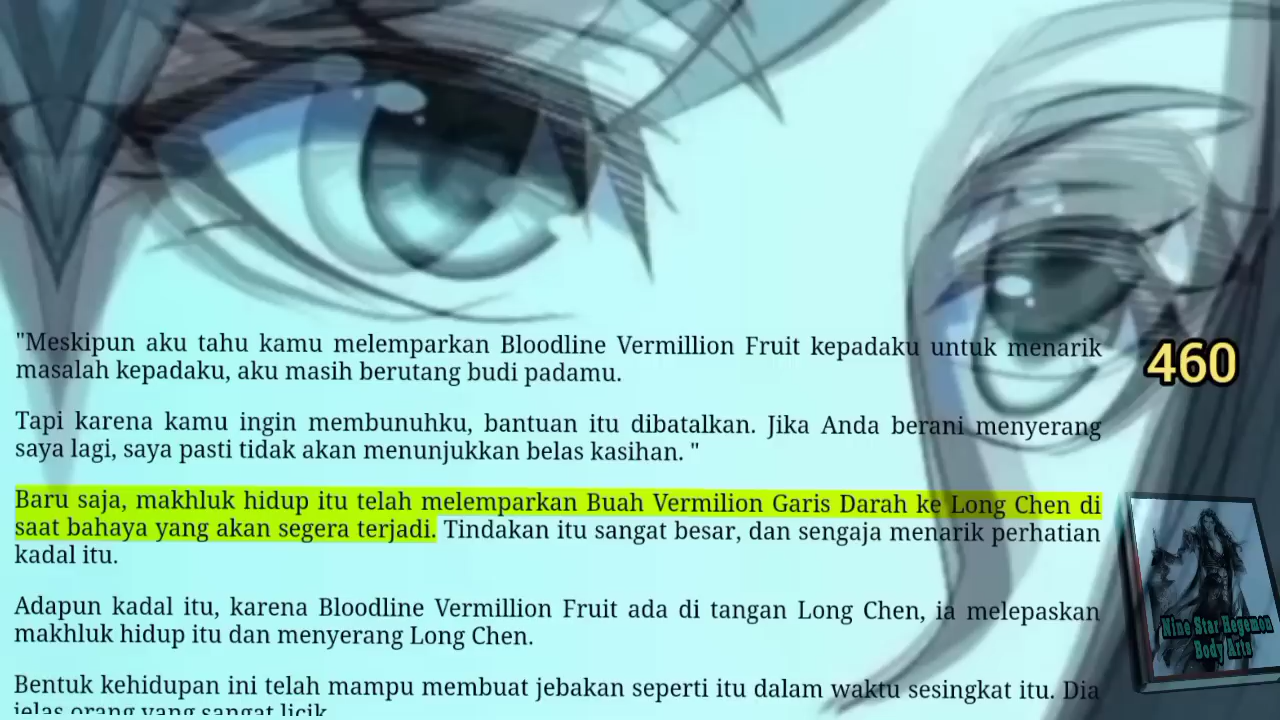 "Meskipun aku tahu kamu melemparkan Bloodline Vermillion Fruit kepadaku untuk menarik
masalah kepadaku, aku masih berutang budi padamu.
460
Tapi karena kamu ingin membunuhku, bantuan itu dibatalkan. Jika Anda berani menyerang
saya lagi, saya pasti tidak akan menunjukkan belas kasihan. "
Baru saja, makhluk hidup itu telah melemparkan Buah Vermilion Garis Darah ke Long Chen di
saat bahaya yang akan segera terjadi. Tindakan itu sangat besar, dan sengaja menarik perhatian
kadal itu.
Adapun kadal itu, karena Bloodline Vermillion Fruit ada di tangan Long Chen, ia melepaskan
makhluk hidup itu dan menyerang Long Chen.
Nine Star Hegemon
Body Arts
Bentuk kehidupan ini telah mampu membuat jebakan seperti itu dalam waktu sesingkat itu. Dia
jelas orang yang sangat licik.